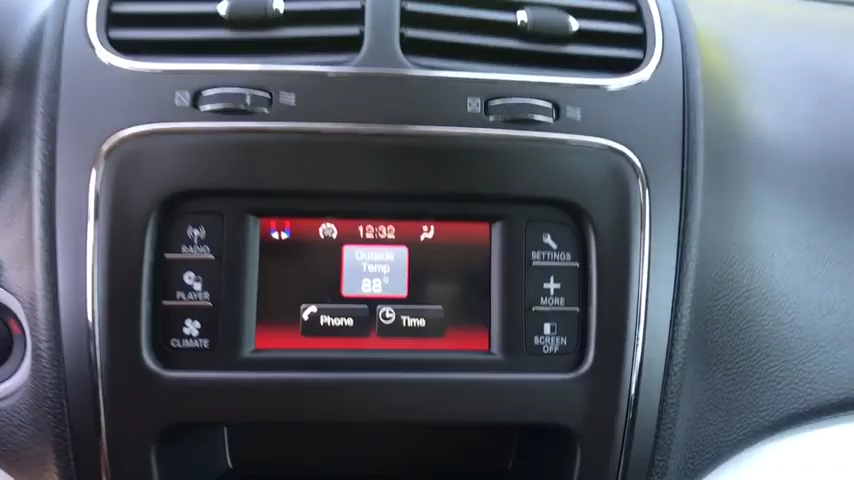 12:32
RADIO
Outside
Temp
88°
SETTINGS
PLAYER
MORE
Phone
Time
CLIMATE
SCREEN
OFF